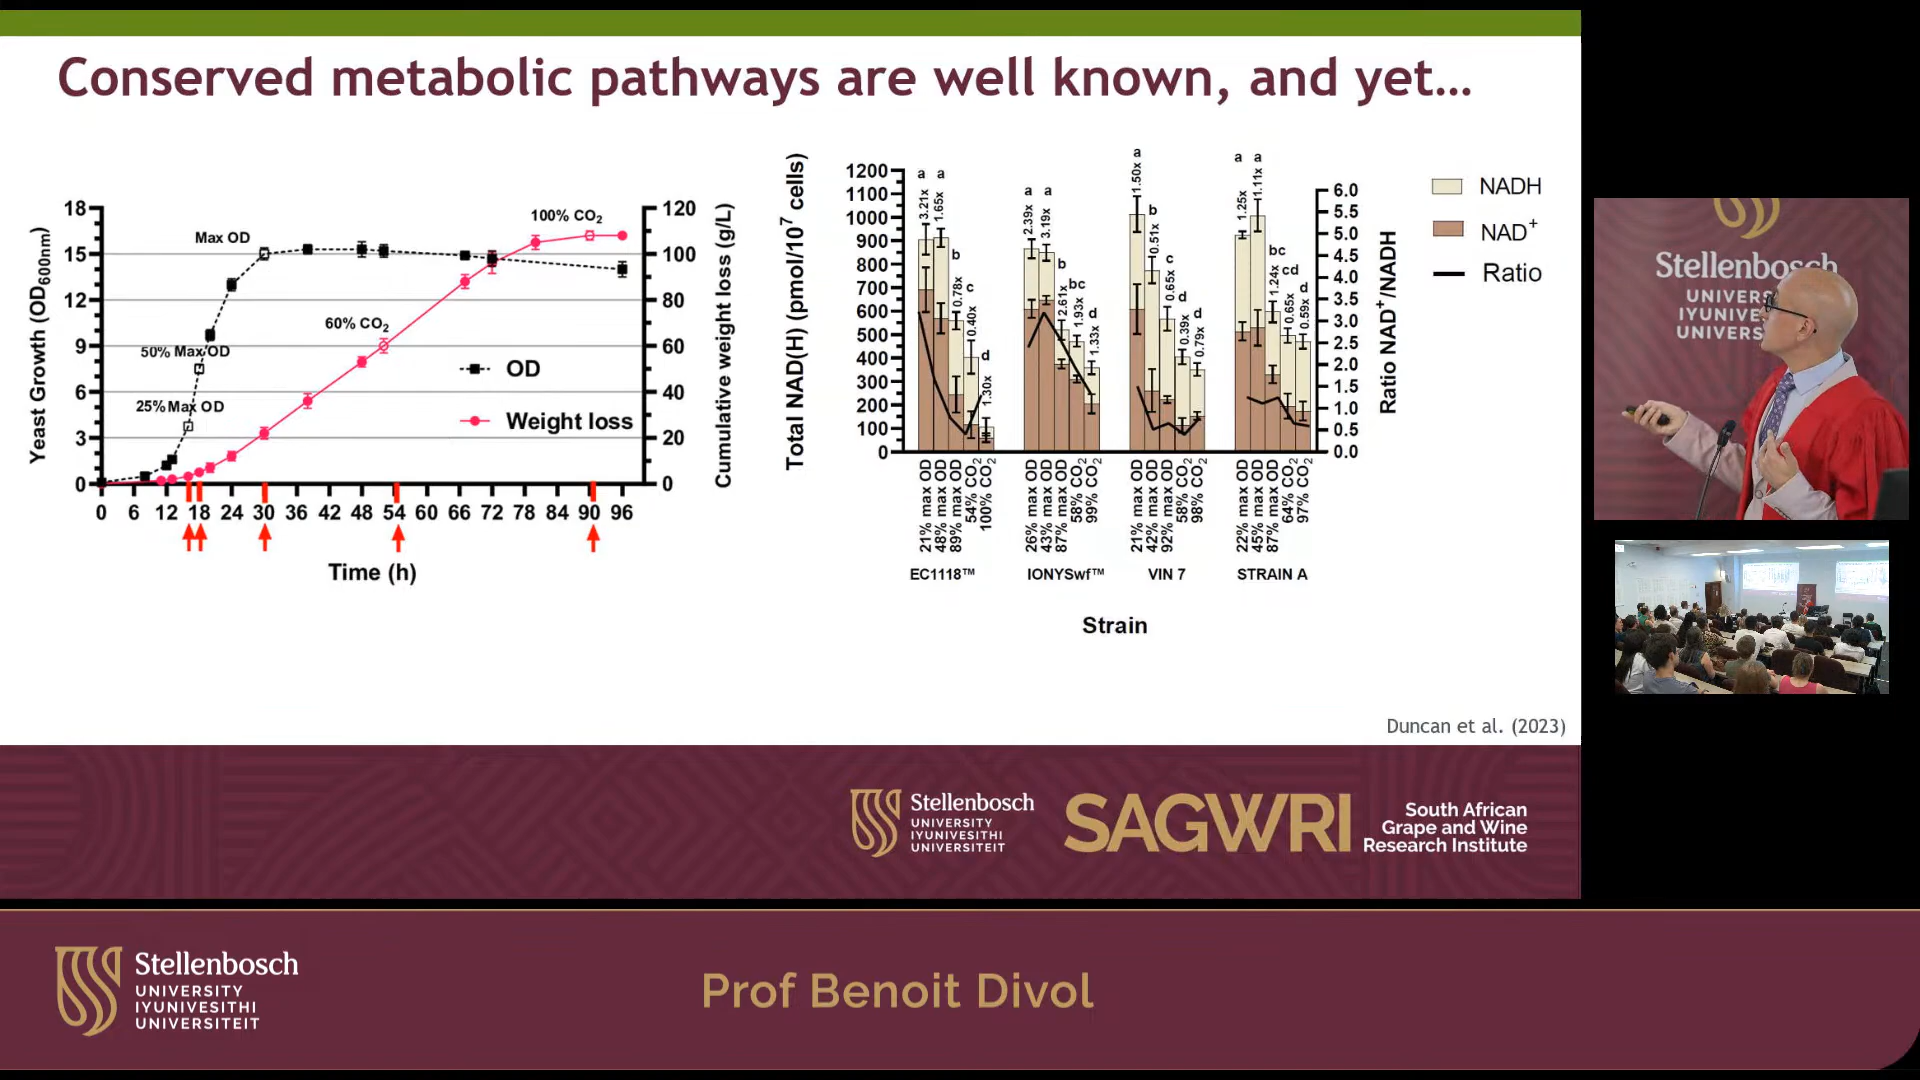 Conserved metabolic pathways are well known, and yet…
Yeast Growth (OD600nm)
18
15
12
9
6
3
0
Max OD
50% Max OD
25% Max OD
60% CO2
100% CO2
OD
Weight loss
120
100
80
60
40
20
0
Cumulative weight loss (g/L)
0 6 12 18 24 30 36 42 48 54 60 66 72 78 84 90 96
Time (h)
Total NAD(H) (pmol/10⁷ cells)
1200
1100
1000
900
800
700
600
500
400
300
200
100
0
a a b c d
3.21x 1.65x 0.78x 0.40x 1.30x
a a b bc d
2.39x 3.19x 2.61x 1.93x 1.33x
a b c d d
1.50x 0.51x 0.65x 0.39x 0.79x
a a bc cd d
1.25x 1.11x 1.24x 0.65x 0.59x
6.0
5.5
5.0
4.5
4.0
3.5
3.0
2.5
2.0
1.5
1.0
0.5
0.0
Ratio NAD⁺/NADH
21% max OD
48% max OD
89% max OD
54% CO2
100% CO2
26% max OD
43% max OD
87% max OD
58% CO2
99% CO2
21% max OD
42% max OD
92% max OD
58% CO2
98% CO2
22% max OD
45% max OD
87% max OD
64% CO2
97% CO2
EC1118™ IONYSwf™ VIN 7 STRAIN A
Strain
NADH
NAD⁺
Ratio
Duncan et al. (2023)
Stellenbosch
UNIVERSITY
IYUNIVESITHI
UNIVERSITEIT
SAGWRI
South African
Grape and Wine
Research Institute
Stellenbosch
UNIVERS
IYUNIVE
UNIVERS
Stellenbosch
UNIVERSITY
IYUNIVESITHI
UNIVERSITEIT
Prof Benoit Divol